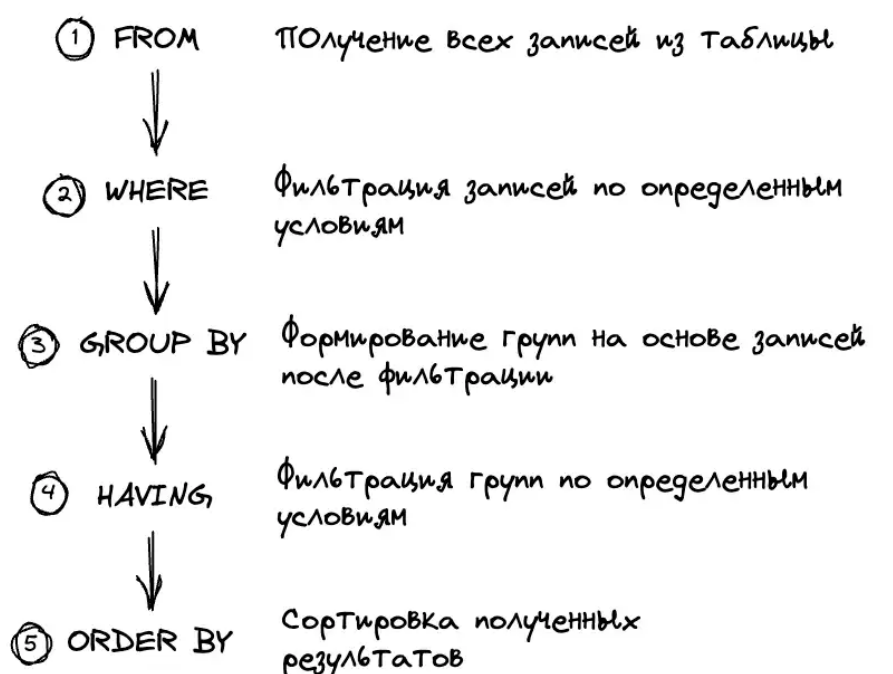 1 FROM Получение всех записей из таблицы
2 WHERE Фильтрация записей по определенным
условиям
3 GROUP BY Формирование групп на основе записей
после фильтрации
4 HAVING Фильтрация групп по определенным
условиям
5 ORDER BY Сортировка полученных
результатов